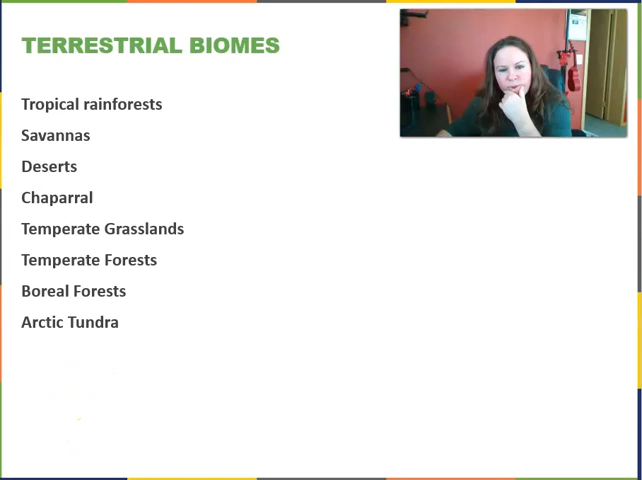 TERRESTRIAL BIOMES
Tropical rainforests
Savannas
Deserts
Chaparral
Temperate Grasslands
Temperate Forests
Boreal Forests
Arctic Tundra